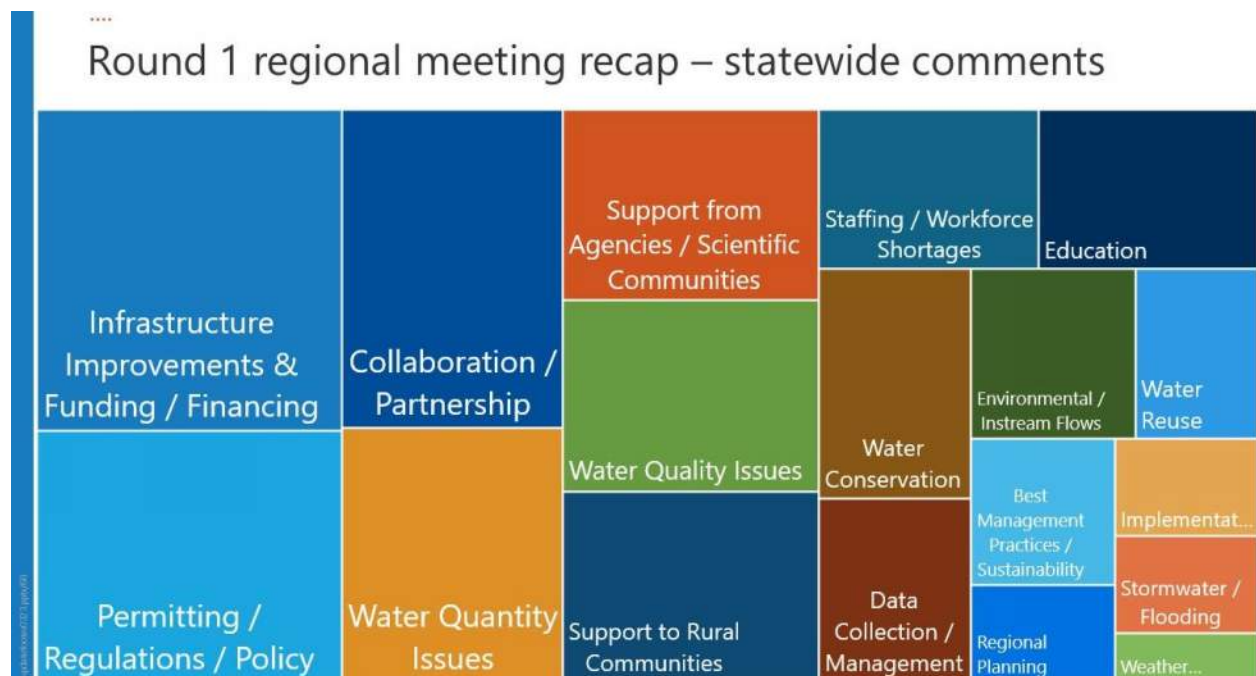 Round 1 regional meeting recap – statewide comments
Infrastructure
Improvements &
Funding / Financing
Permitting /
Regulations / Policy
Collaboration /
Partnership
Water Quantity
Issues
Support from
Agencies / Scientific
Communities
Water Quality Issues
Support to Rural
Communities
Staffing / Workforce
Shortages
Education
Water
Conservation
Data
Collection /
Management
Environmental /
Instream Flows
Water
Reuse
Best
Management
Practices /
Sustainability
Regional
Planning
Implementat...
Stormwater /
Flooding
Weather...